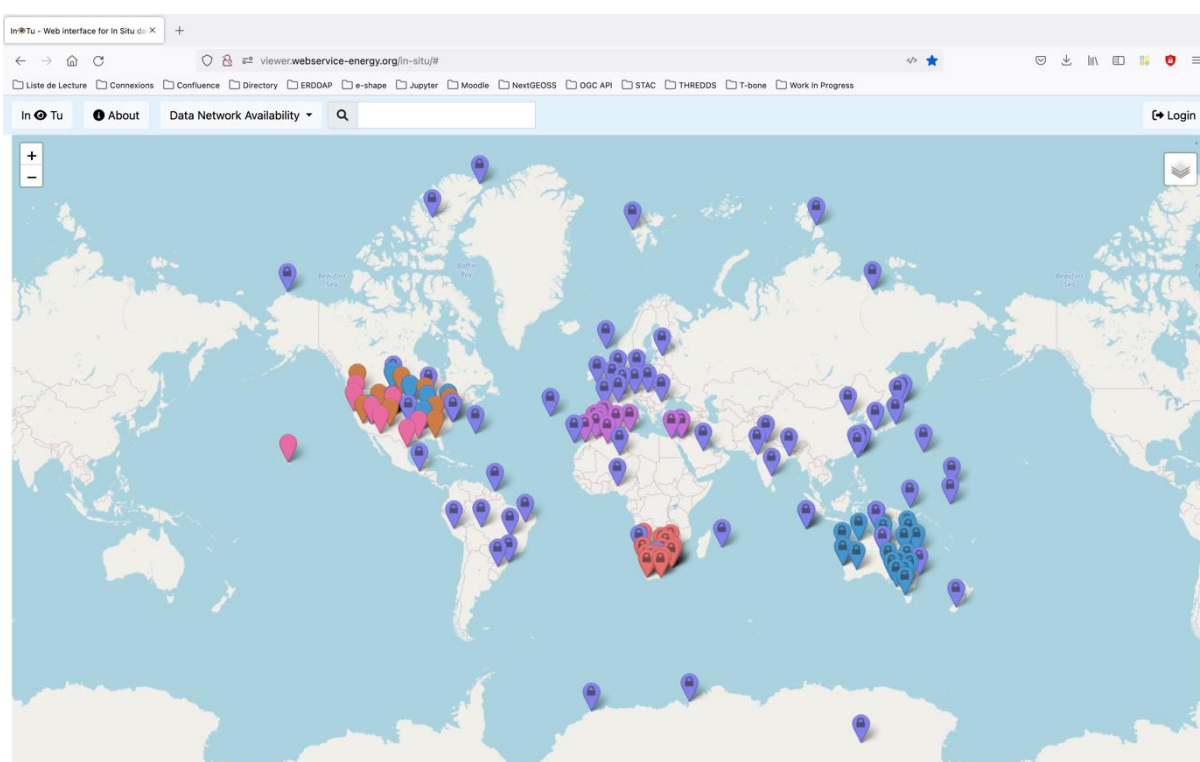 In Tu - Web interface for In Situ da
viewer.webservice-energy.org/in-situ/#
Liste de Lecture Connexions Confluence Directory ERDDAP e-shape Jupyter Moodle NextGEOSS OGC API STAC THREDDS T-bone Work In Progress
In Tu About Data Network Availability Login
+
−
Baffin
Bay
Beaufort
Sea
Beaufort
Sea